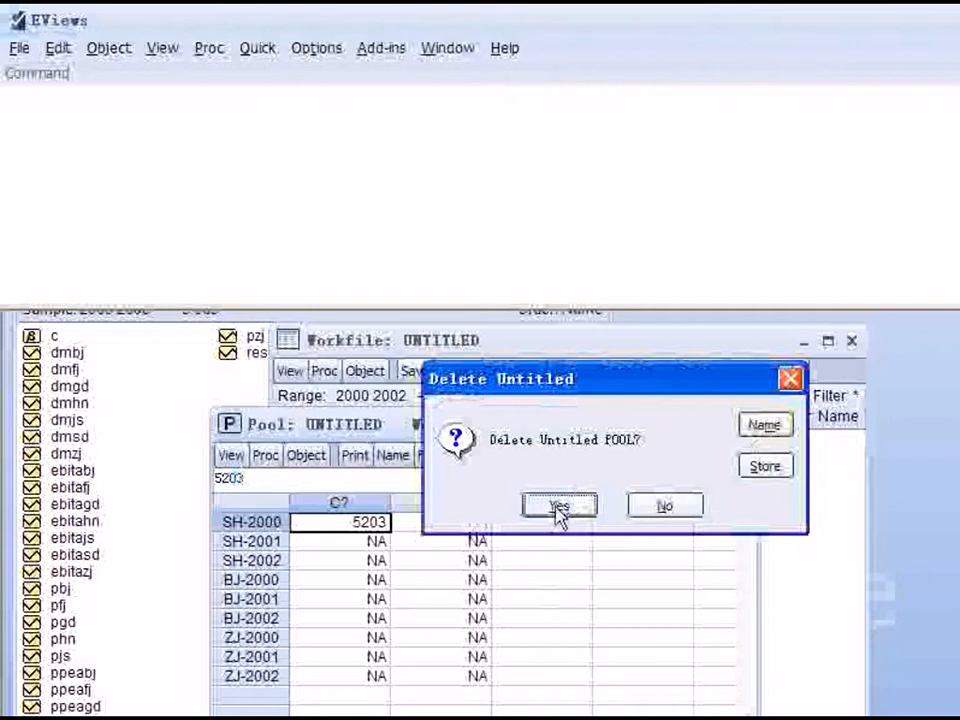 EViews
File Edit Object View Proc Quick Options Add-ins Window Help
Command
c
dmbj
dmfj
dmgd
dmhn
dmjs
dmsd
dmzj
ebitabj
ebitafj
ebitagd
ebitahn
ebitajs
ebitasd
ebitazj
pbj
pfj
pgd
phn
pjs
ppeabj
ppeafj
ppeagd
pzj
res
Workfile: UNTITLED
View Proc Object
Range: 2000 2002
Filter *
Name
Pool: UNTITLED
View Proc Object Print Name
5203
C?
SH-2000 5203
SH-2001 NA NA
SH-2002 NA NA
BJ-2000 NA NA
BJ-2001 NA NA
BJ-2002 NA NA
ZJ-2000 NA NA
ZJ-2001 NA NA
ZJ-2002 NA NA
Delete Untitled
Delete Untitled POOL?
Name
Store
Yes No